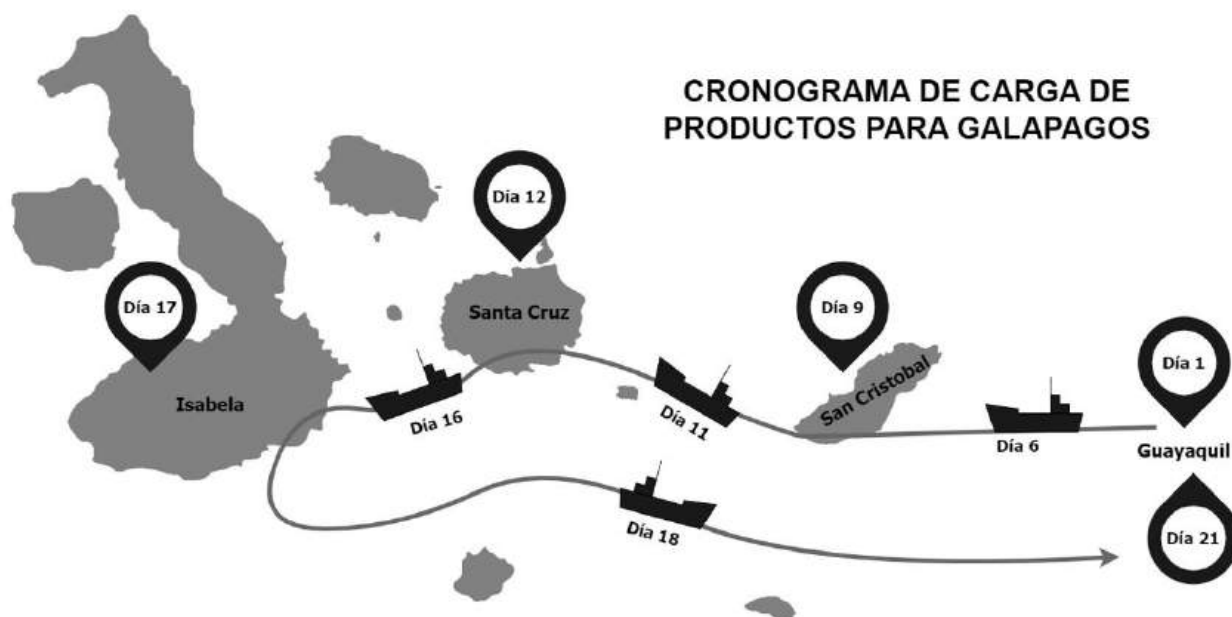 CRONOGRAMA DE CARGA DE
PRODUCTOS PARA GALAPAGOS
Día 12
Día 17
Santa Cruz
Día 9
Día 1
Isabela
San Cristobal
Día 16
Día 11
Día 6
Guayaquil
Día 18
Día 21